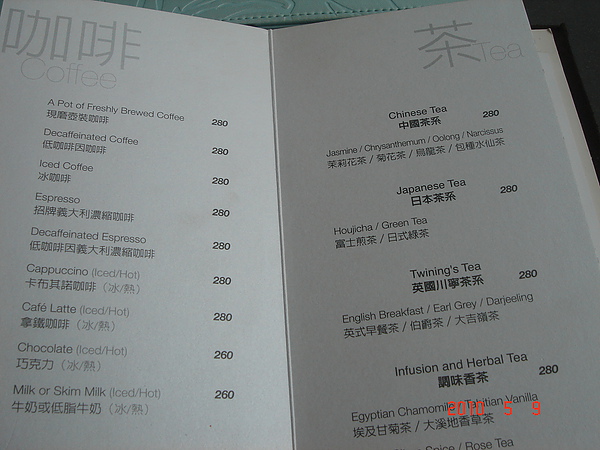 咖啡
Coffee
A Pot of Freshly Brewed Coffee 280
現磨壺裝咖啡
Decaffeinated Coffee 280
低咖啡因咖啡
Iced Coffee 280
冰咖啡
Espresso 280
招牌義大利濃縮咖啡
Decaffeinated Espresso 280
低咖啡因義大利濃縮咖啡
Cappuccino (Iced/Hot) 280
卡布其諾咖啡（冰/熱）
Café Latte (Iced/Hot) 280
拿鐵咖啡（冰/熱）
Chocolate (Iced/Hot) 260
巧克力（冰/熱）
Milk or Skim Milk (Iced/Hot) 260
牛奶或低脂牛奶（冰/熱）
茶 Tea
Chinese Tea 280
中國茶系
Jasmine / Chrysanthemum / Oolong / Narcissus
茉莉花茶 / 菊花茶 / 烏龍茶 / 包種水仙茶
Japanese Tea 280
日本茶系
Houjicha / Green Tea
富士煎茶 / 日式綠茶
Twining's Tea 280
英國川寧茶系
English Breakfast / Earl Grey / Darjeeling
英式早餐茶 / 伯爵茶 / 大吉嶺茶
Infusion and Herbal Tea 280
調味香茶
Egyptian Chamomile / Tahitian Vanilla
埃及甘菊茶 / 大溪地香草茶
Spice / Rose Tea
2010 5 9